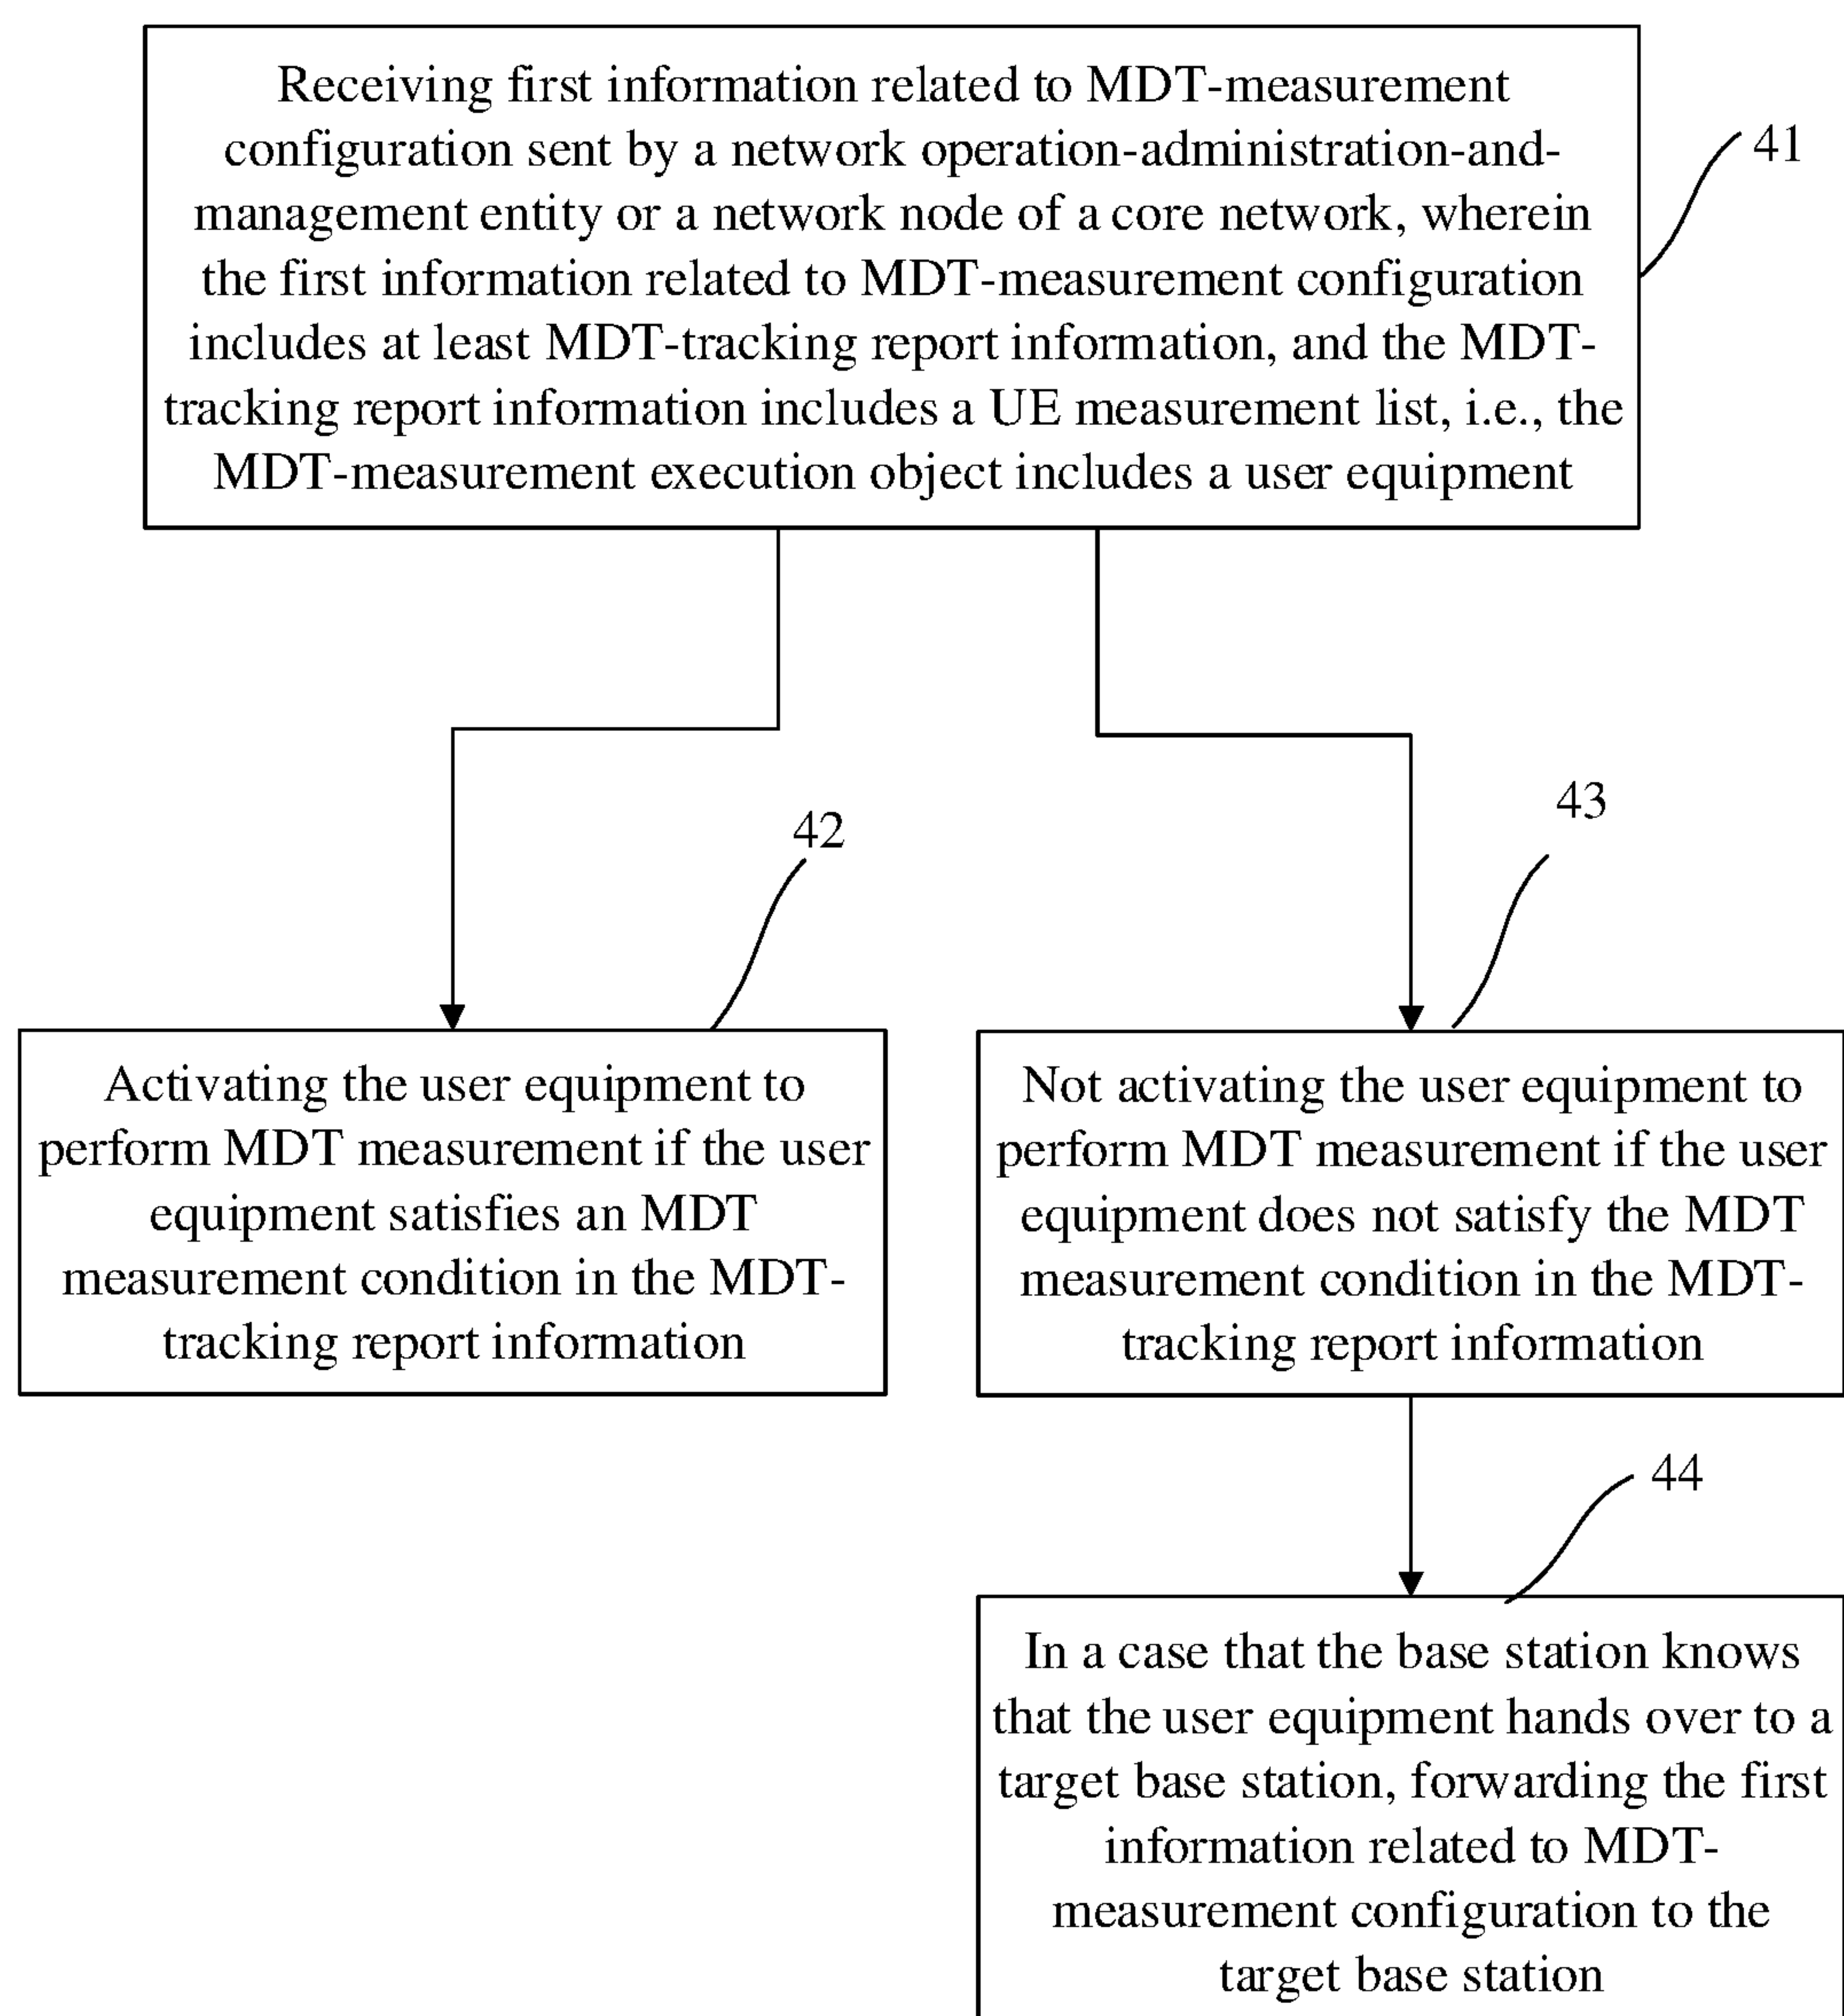 Receiving first information related to MDT-measurement
configuration sent by a network operation-administration-and-
management entity or a network node of a core network, wherein
the first information related to MDT-measurement configuration
includes at least MDT-tracking report information, and the MDT-
tracking report information includes a UE measurement list, i.e., the
MDT-measurement execution object includes a user equipment
41
42
Activating the user equipment to
perform MDT measurement if the user
equipment satisfies an MDT
measurement condition in the MDT-
tracking report information
43
Not activating the user equipment to
perform MDT measurement if the user
equipment does not satisfy the MDT
measurement condition in the MDT-
tracking report information
44
In a case that the base station knows
that the user equipment hands over to a
target base station, forwarding the first
information related to MDT-
measurement configuration to the
target base station